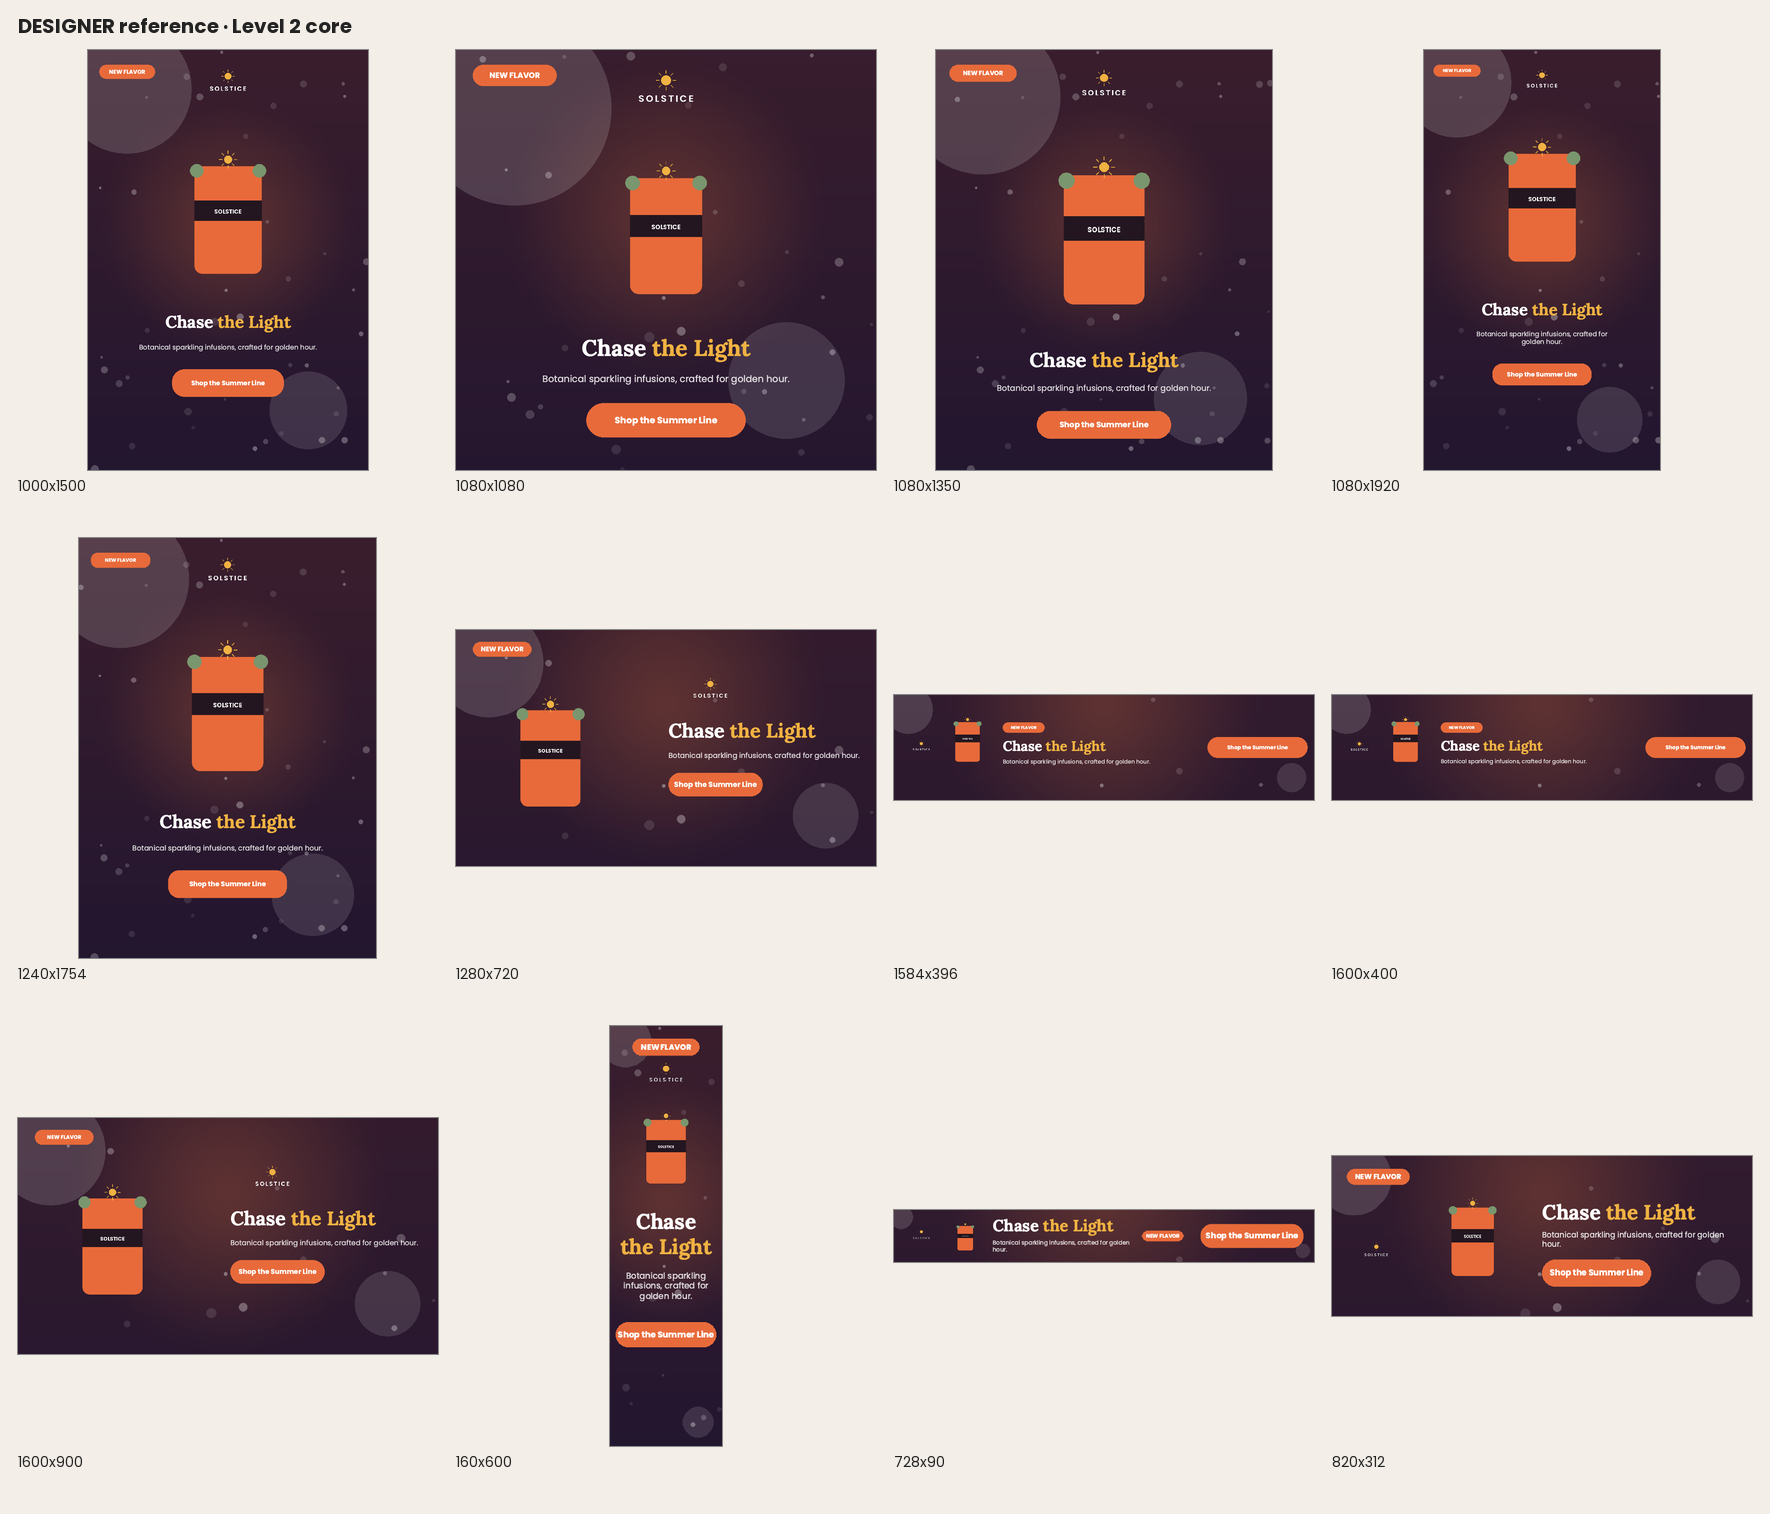 DESIGNER reference · Level 2 core
NEW FLAVOR
SOLSTICE
SOLSTICE
Chase the Light
Botanical sparkling infusions, crafted for golden hour.
Shop the Summer Line
1000x1500
NEW FLAVOR
SOLSTICE
SOLSTICE
Chase the Light
Botanical sparkling infusions, crafted for golden hour.
Shop the Summer Line
1080x1080
NEW FLAVOR
SOLSTICE
SOLSTICE
Chase the Light
Botanical sparkling infusions, crafted for golden hour.
Shop the Summer Line
1080x1350
NEW FLAVOR
SOLSTICE
SOLSTICE
Chase the Light
Botanical sparkling infusions, crafted for
golden hour.
Shop the Summer Line
1080x1920
NEW FLAVOR
SOLSTICE
SOLSTICE
Chase the Light
Botanical sparkling infusions, crafted for golden hour.
Shop the Summer Line
1240x1754
NEW FLAVOR
SOLSTICE
SOLSTICE
Chase the Light
Botanical sparkling infusions, crafted for golden hour.
Shop the Summer Line
1280x720
SOLSTICE
NEW FLAVOR
Chase the Light
Botanical sparkling infusions, crafted for golden hour.
Shop the Summer Line
1584x396
SOLSTICE
NEW FLAVOR
Chase the Light
Botanical sparkling infusions, crafted for golden hour.
Shop the Summer Line
1600x400
NEW FLAVOR
SOLSTICE
SOLSTICE
Chase the Light
Botanical sparkling infusions, crafted for golden hour.
Shop the Summer Line
1600x900
NEW FLAVOR
SOLSTICE
SOLSTICE
Chase
the Light
Botanical sparkling
infusions, crafted for
golden hour.
Shop the Summer Line
160x600
SOLSTICE
Chase the Light
Botanical sparkling infusions, crafted for golden
hour.
NEW FLAVOR
Shop the Summer Line
728x90
NEW FLAVOR
SOLSTICE
SOLSTICE
Chase the Light
Botanical sparkling infusions, crafted for golden
hour.
Shop the Summer Line
820x312